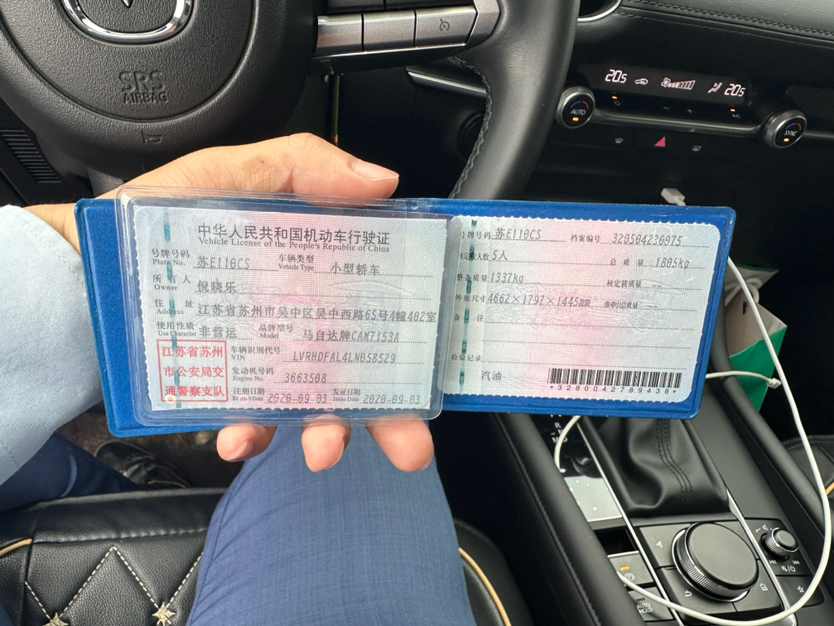 SRS
AIRBAG
20.5
20.5
AUTO
SYNC
中华人民共和国机动车行驶证
Vehicle License of the People's Republic of China
号牌号码 苏E110CS 车辆类型 小型轿车
Plate No. Vehicle Type
所有人 倪晓乐
Owner
住址 江苏省苏州市吴中区吴中西路65号4幢402室
Address
使用性质 非营运 品牌型号 马自达牌CAM7153A
Use Character Model
江苏省苏州
市公安局交
通警察支队
车辆识别代号 LVRHDFAL4LN058529
VIN
发动机号码 3663508
Engine No.
注册日期 2020-09-03 发证日期 2020-09-03
Issue Date
号牌号码 苏E110CS 档案编号
人数 5人 总质量 1805kg
质量 1337kg 核定载质量 --
外廓尺寸 4662×1797×1445 --
备注 --
检验记录
汽油
*3280042789438*